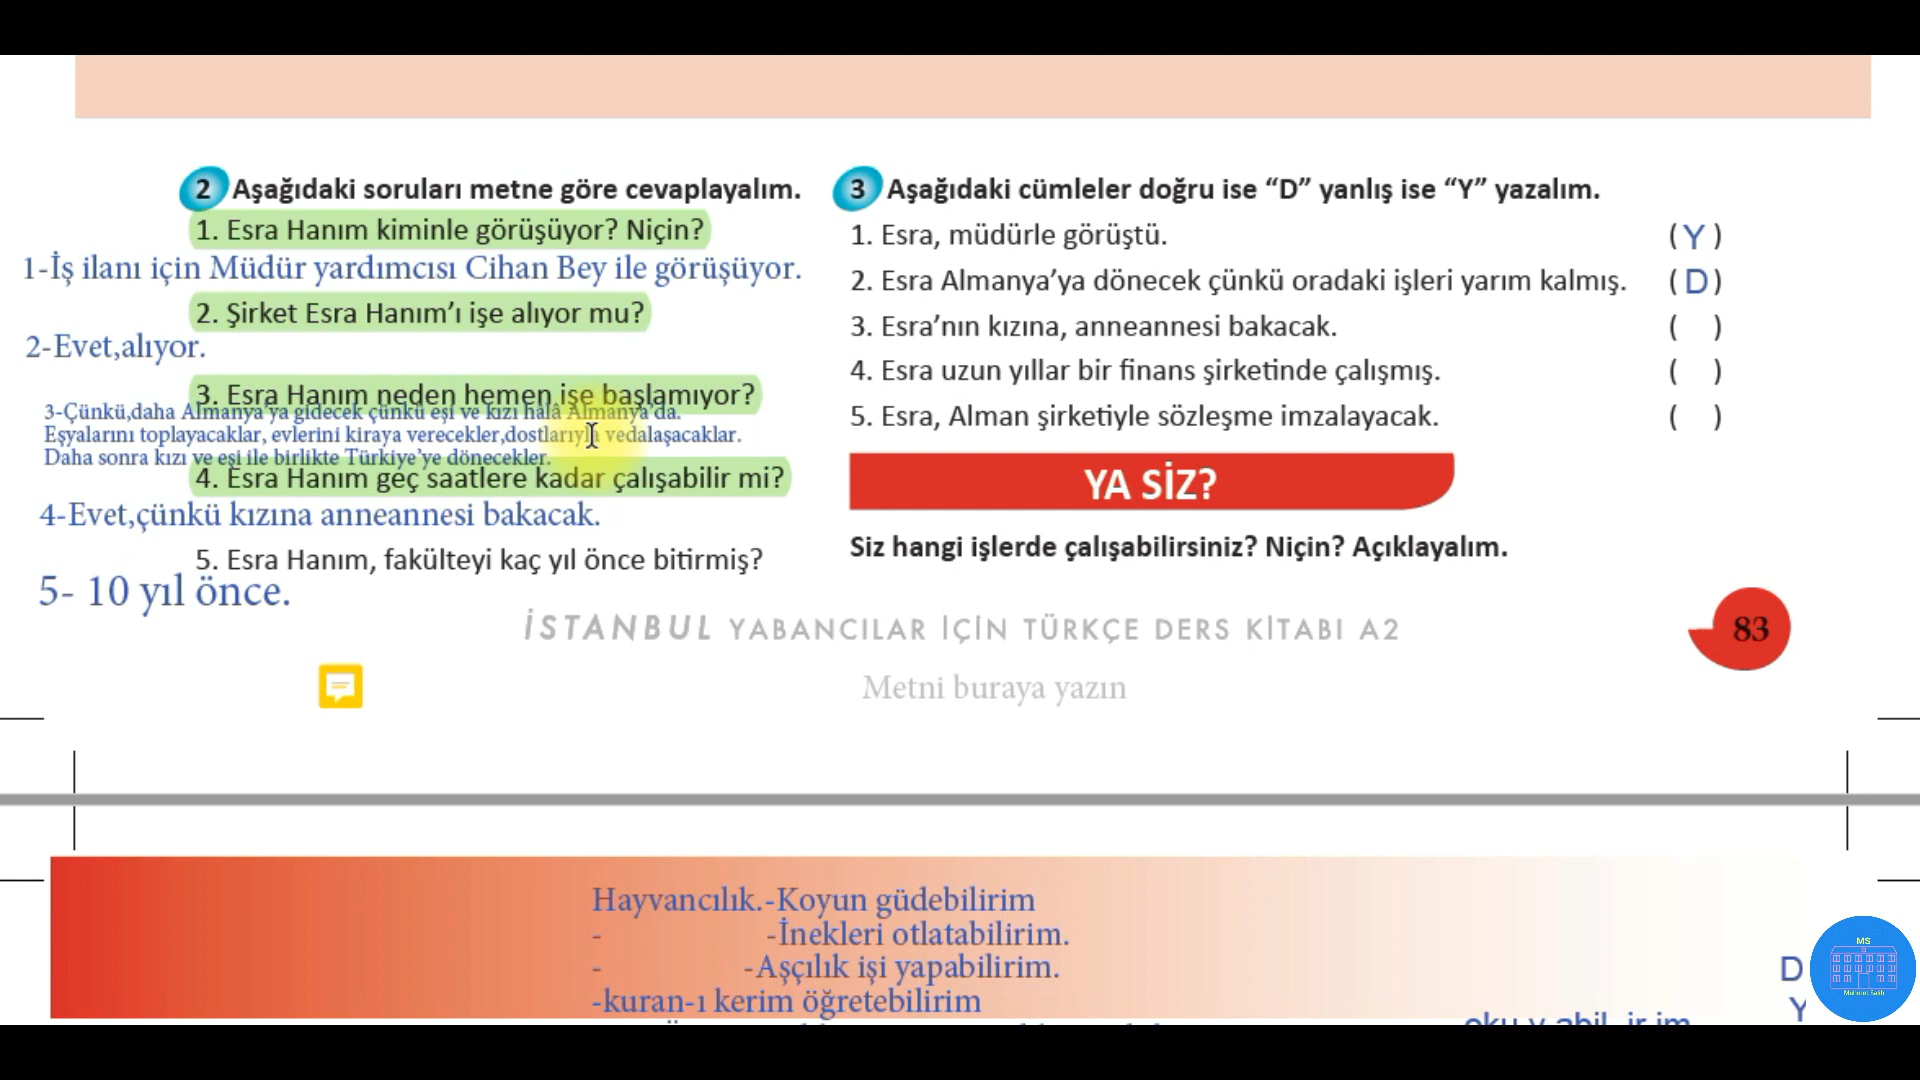 2 Aşağıdaki soruları metne göre cevaplayalım.
1. Esra Hanım kiminle görüşüyor? Niçin?
1-İş ilanı için Müdür yardımcısı Cihan Bey ile görüşüyor.
2. Şirket Esra Hanım’ı işe alıyor mu?
2-Evet,alıyor.
3. Esra Hanım neden hemen işe başlamıyor?
3-Çünkü,daha Almanya'ya gidecek çünkü eşi ve kızı halâ Almanya'da.
Eşyalarını toplayacaklar, evlerini kiraya verecekler,dostlarıyla vedalaşacaklar.
Daha sonra kızı ve eşi ile birlikte Türkiye'ye dönecekler.
4. Esra Hanım geç saatlere kadar çalışabilir mi?
4-Evet,çünkü kızına anneannesi bakacak.
5. Esra Hanım, fakülteyi kaç yıl önce bitirmiş?
5- 10 yıl önce.
3 Aşağıdaki cümleler doğru ise “D” yanlış ise “Y” yazalım.
1. Esra, müdürle görüştü. (Y)
2. Esra Almanya’ya dönecek çünkü oradaki işleri yarım kalmış. (D)
3. Esra’nın kızına, anneannesi bakacak. ( )
4. Esra uzun yıllar bir finans şirketinde çalışmış. ( )
5. Esra, Alman şirketiyle sözleşme imzalayacak. ( )
YA SİZ?
Siz hangi işlerde çalışabilirsiniz? Niçin? Açıklayalım.
İSTANBUL YABANCILAR İÇİN TÜRKÇE DERS KİTABI A2
83
Metni buraya yazın
Hayvancılık.-Koyun güdebilirim
- -İnekleri otlatabilirim.
- -Aşçılık işi yapabilirim.
-kuran-ı kerim öğretebilirim
D
Y
MS
Mehmet Salih